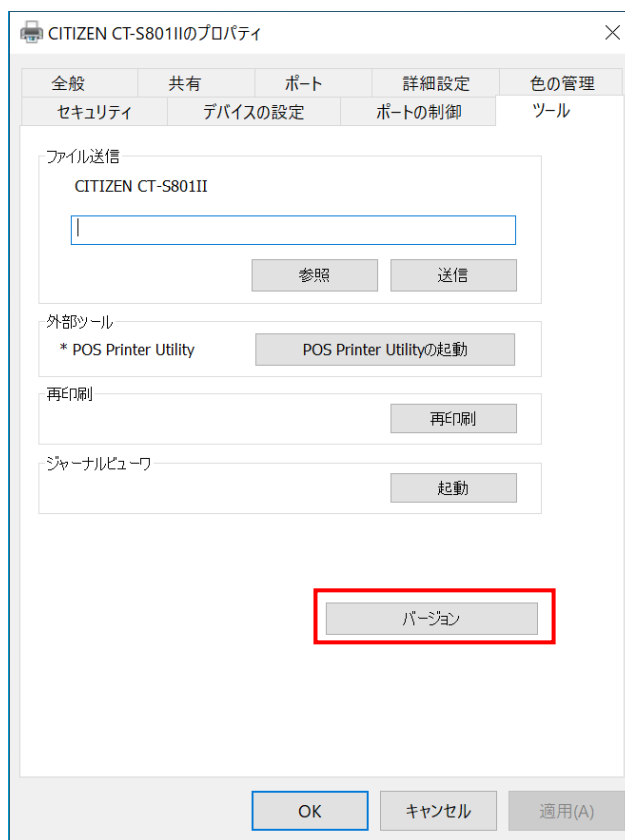 CITIZEN CT-S801IIのプロパティ
全般 共有 ポート 詳細設定 色の管理
セキュリティ デバイスの設定 ポートの制御 ツール
ファイル送信
CITIZEN CT-S801II
参照 送信
外部ツール
* POS Printer Utility POS Printer Utilityの起動
再印刷
再印刷
ジャーナルビューワ
起動
バージョン
OK キャンセル 適用(A)